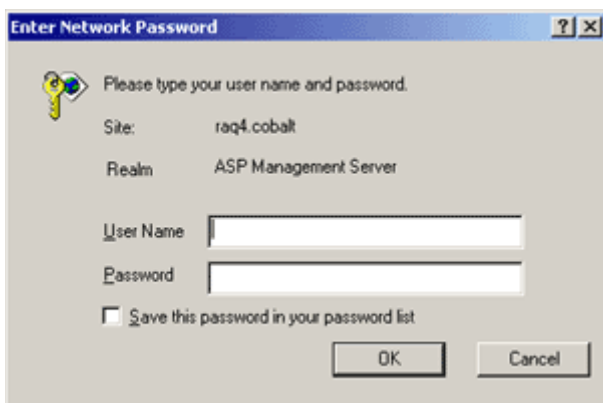 Enter Network Password
Please type your user name and password.
Site: raq4.cobalt
Realm ASP Management Server
User Name
Password
Save this password in your password list
OK Cancel